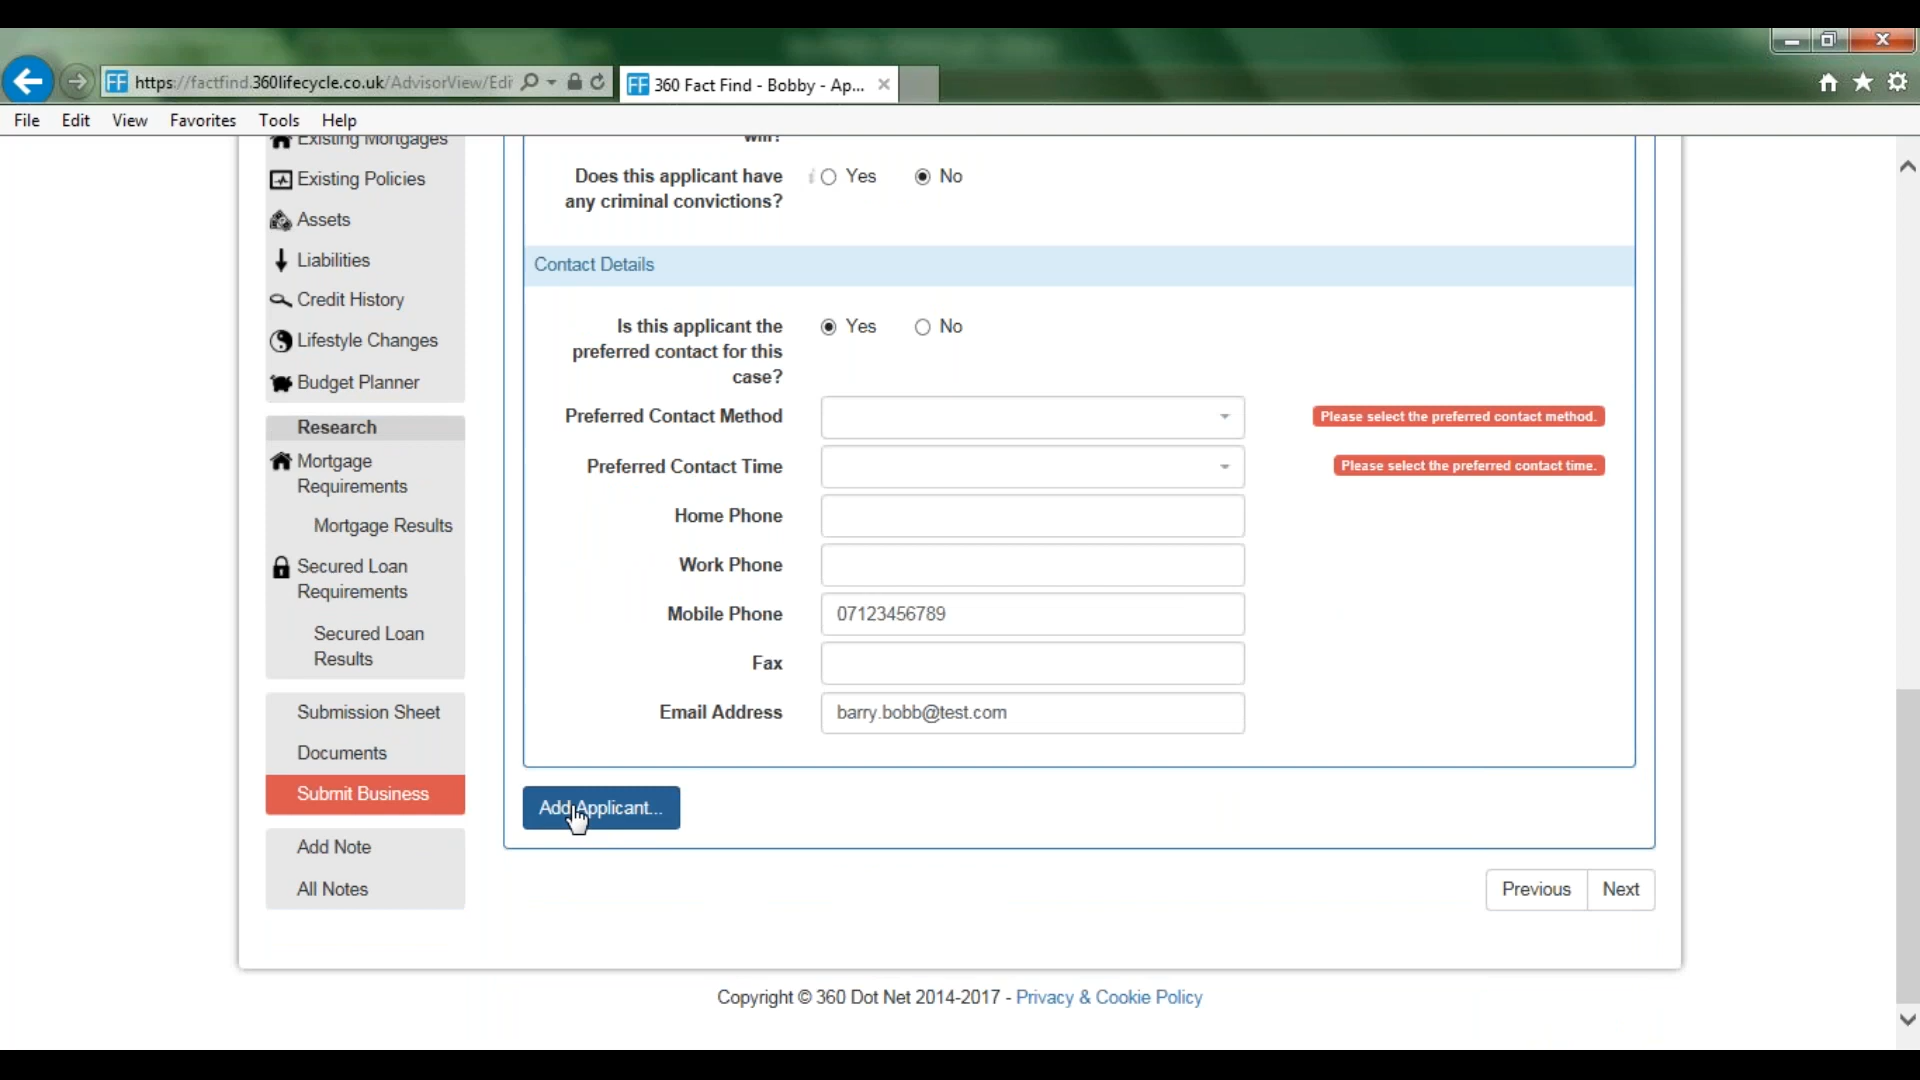 https://factfind.360lifecycle.co.uk/AdvisorView/Edi
FF 360 Fact Find - Bobby - Ap...
File Edit View Favorites Tools Help
Existing Mortgages
Existing Policies
Assets
Liabilities
Credit History
Lifestyle Changes
Budget Planner
Research
Mortgage
Requirements
Mortgage Results
Secured Loan
Requirements
Secured Loan
Results
Submission Sheet
Documents
Submit Business
Add Note
All Notes
will?
Does this applicant have Yes No
any criminal convictions?
Contact Details
Is this applicant the Yes No
preferred contact for this
case?
Preferred Contact Method Please select the preferred contact method.
Preferred Contact Time Please select the preferred contact time.
Home Phone
Work Phone
Mobile Phone 07123456789
Fax
Email Address barry.bobb@test.com
Add Applicant...
Previous Next
Copyright © 360 Dot Net 2014-2017 - Privacy & Cookie Policy